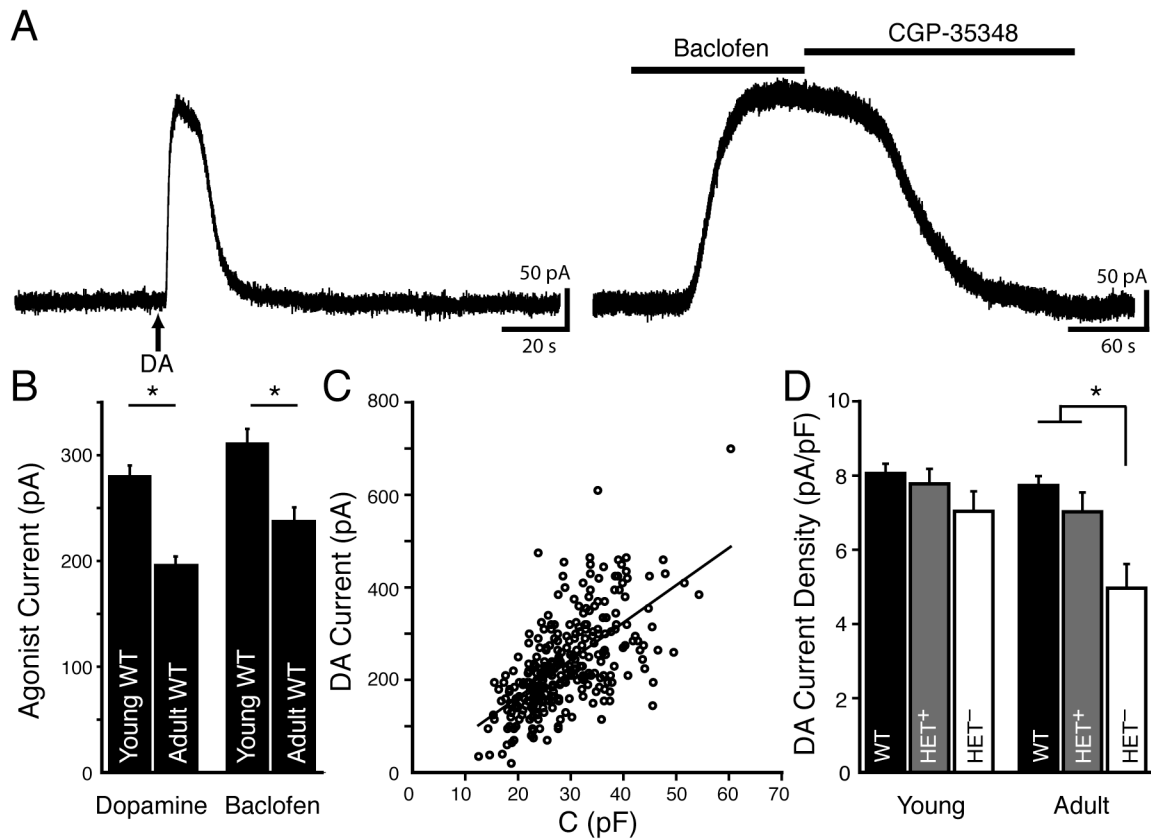 A
Baclofen
CGP-35348
50 pA
20 s
DA
50 pA
60 s
B
*
*
Agonist Current (pA)
300
200
100
0
Young WT
Adult WT
Young WT
Adult WT
Dopamine
Baclofen
C
DA Current (pA)
800
600
400
200
0
0
10
20
30
40
50
60
70
C (pF)
D
*
DA Current Density (pA/pF)
10
8
6
4
2
0
WT
HET+
HET−
WT
HET+
HET−
Young
Adult